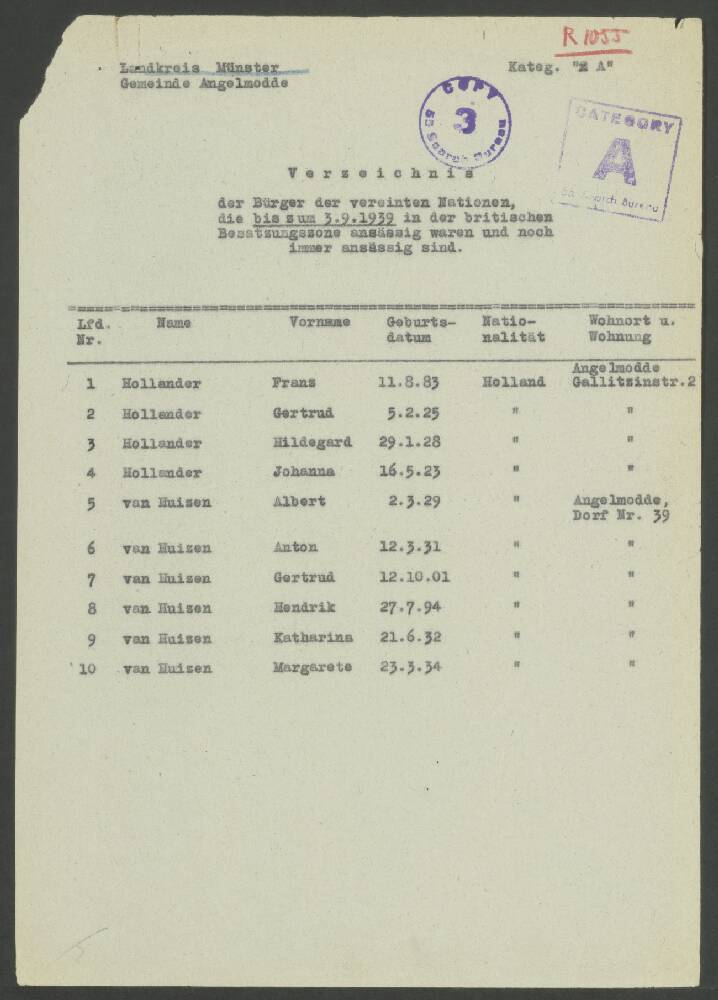 R 1055
Landkreis Münster
Kateg. "A"
Gemeinde Angelmodde
COPY
3
55 Search Bureau
CATEGORY
A
Search Bureau
Verzeichnis
der Bürger der vereinten Nationen,
die bis zum 3.9.1939 in der britischen
Besatzungszone ansässig waren und noch
immer ansässig sind.
Lfd. Name Vorname Geburts- Natio- Wohnort u.
Nr. datum nalität Wohnung
Angelmodde
1 Hollander Franz 11.8.83 Holland Gallitzinstr.2
2 Hollander Gertrud 5.2.25 " "
3 Hollander Hildegard 29.1.28 " "
4 Hollander Johanna 16.5.23 " "
5 van Huizen Albert 2.3.29 " Angelmodde,
Dorf Nr. 39
6 van Huizen Anton 12.3.31 " "
7 van Huizen Gertrud 12.10.01 " "
8 van Huizen Hendrik 27.7.94 " "
9 van Huizen Katharina 21.6.32 " "
10 van Huizen Margarete 23.3.34 " "